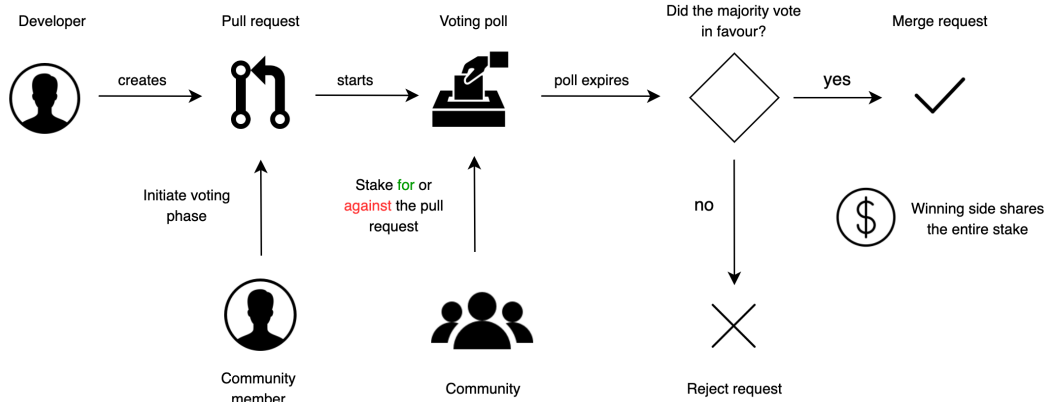 Developer
Pull request
Voting poll
Did the majority vote
in favour?
Merge request
creates
starts
poll expires
yes
Initiate voting
phase
Stake for or
against the pull
request
no
$
Winning side shares
the entire stake
Community
member
Community
Reject request